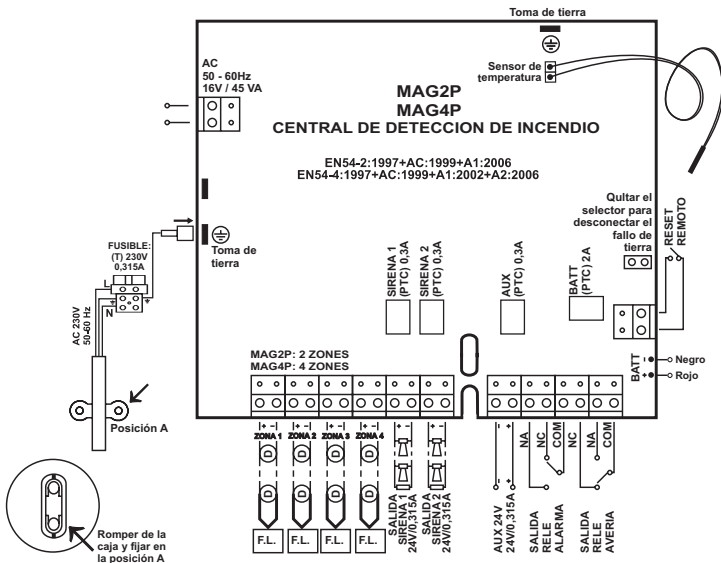 Toma de tierra
AC
50 - 60Hz
16V / 45 VA
Sensor de
temperatura
MAG2P
MAG4P
CENTRAL DE DETECCION DE INCENDIO
EN54-2:1997+AC:1999+A1:2006
EN54-4:1997+AC:1999+A1:2002+A2:2006
Qultar el
selector para
desconectar el
fallo de
tierra
RESET
REMOTO
Toma de
tierra
FUSIBLE:
(T) 230V
0,315A
L
N
AC 230V
50-60 Hz
SIRENA 1
(PTC) 0,3A
SIRENA 2
(PTC) 0,3A
AUX
(PTC) 0,3A
BATT
(PTC) 2A
BATT
- Negro
+ Rojo
MAG2P: 2 ZONES
MAG4P: 4 ZONES
Posición A
+ - + - + - + - + - + -
ZONA 1 ZONA 2 ZONA 3 ZONA 4
- + NA NC COM NC NA COM
D D D D
D D D D
- +
F.L. F.L. F.L. F.L.
SALIDA
SIRENA 1
24V/0,315A
SALIDA
SIRENA 2
24V/0,315A
AUX 24V
24V/0,315A
SALIDA
RELE
ALARMA
SALIDA
RELE
AVERIA
Romper de la
caja y fijar en
la posición A